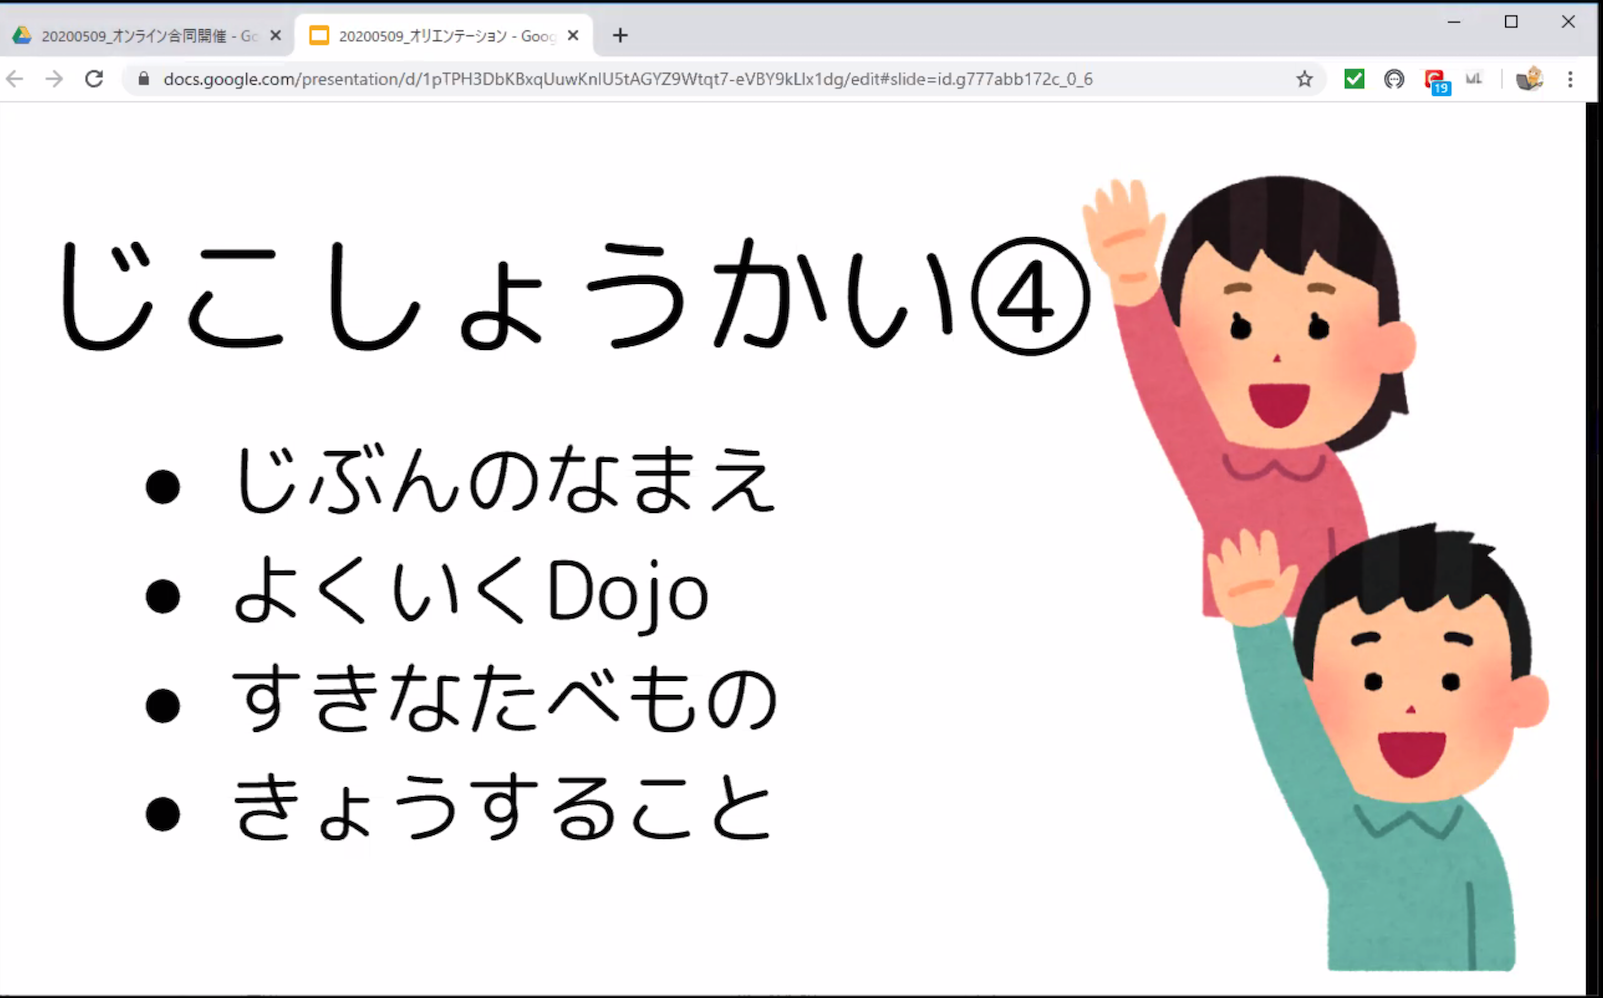 20200509_オンライン合同開催 - Go
20200509_オリエンテーション - Goog
docs.google.com/presentation/d/1pTPH3DbKBxqUuwKnlU5tAGYZ9Wtqt7-eVBY9kLlx1dg/edit#slide=id.g777abb172c_0_6
19
じこしょうかい④
● じぶんのなまえ
● よくいくDojo
● すきなたべもの
● きょうすること